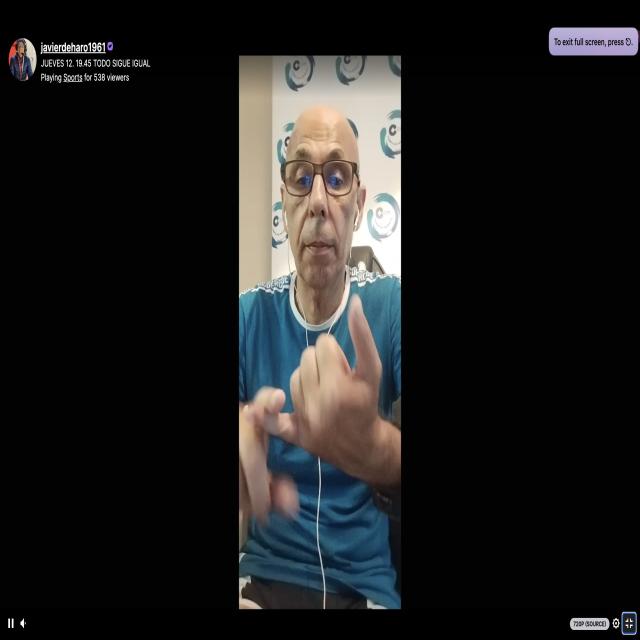 javierdeharo1961
JUEVES 12. 19.45 TODO SIGUE IGUAL
Playing Sports for 538 viewers
To exit full screen, press
720P (SOURCE)